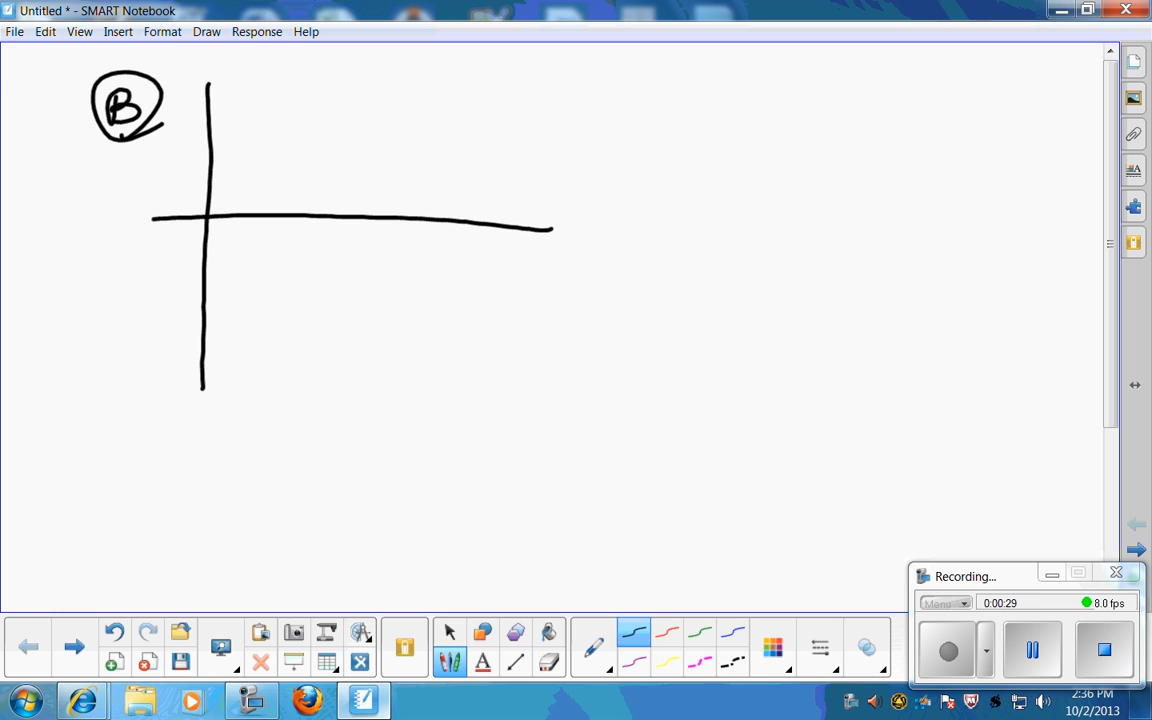 Untitled * - SMART Notebook
File Edit View Insert Format Draw Response Help
B
Recording...
Menu 0:00:29 8.0 fps
A
2:36 PM
10/2/2013